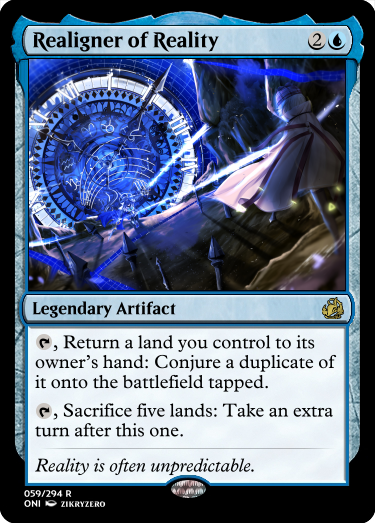 Realigner of Reality 2
Legendary Artifact
, Return a land you control to its
owner's hand: Conjure a duplicate of
it onto the battlefield tapped.
, Sacrifice five lands: Take an extra
turn after this one.
Reality is often unpredictable.
059/294 R
ONI ZIKRYZERO